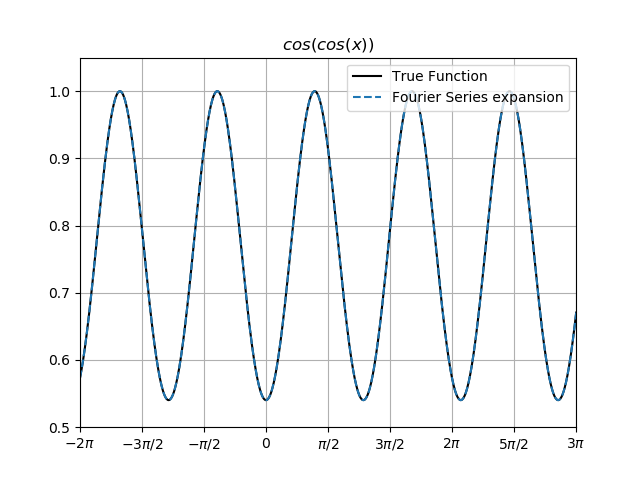 cos(cos(x))
True Function
Fourier Series expansion
1.0
0.9
0.8
0.7
0.6
0.5
−2π −3π/2 −π/2 0 π/2 3π/2 2π 5π/2 3π